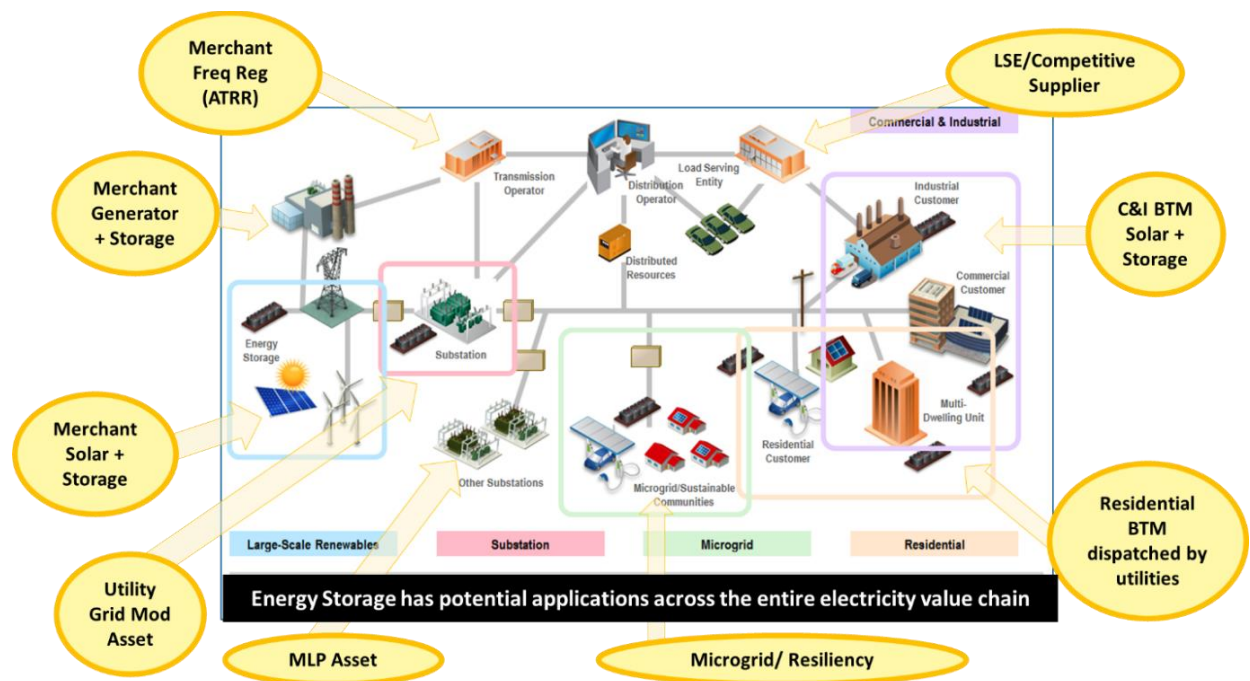 Merchant
Freq Reg
(ATRR)
LSE/Competitive
Supplier
Commercial & Industrial
Merchant
Generator
+ Storage
Transmission
Operator
Distribution
Operator
Load Serving
Entity
Industrial
Customer
C&I BTM
Solar +
Storage
Distributed
Resources
Commercial
Customer
Energy
Storage
Substation
Merchant
Solar +
Storage
Multi-
Dwelling Unit
Residential
Customer
Other Substations
Microgrid/Sustainable
Communities
Residential
BTM
dispatched by
utilities
Large-Scale Renewables
Substation
Microgrid
Residential
Utility
Grid Mod
Asset
Energy Storage has potential applications across the entire electricity value chain
MLP Asset
Microgrid/ Resiliency